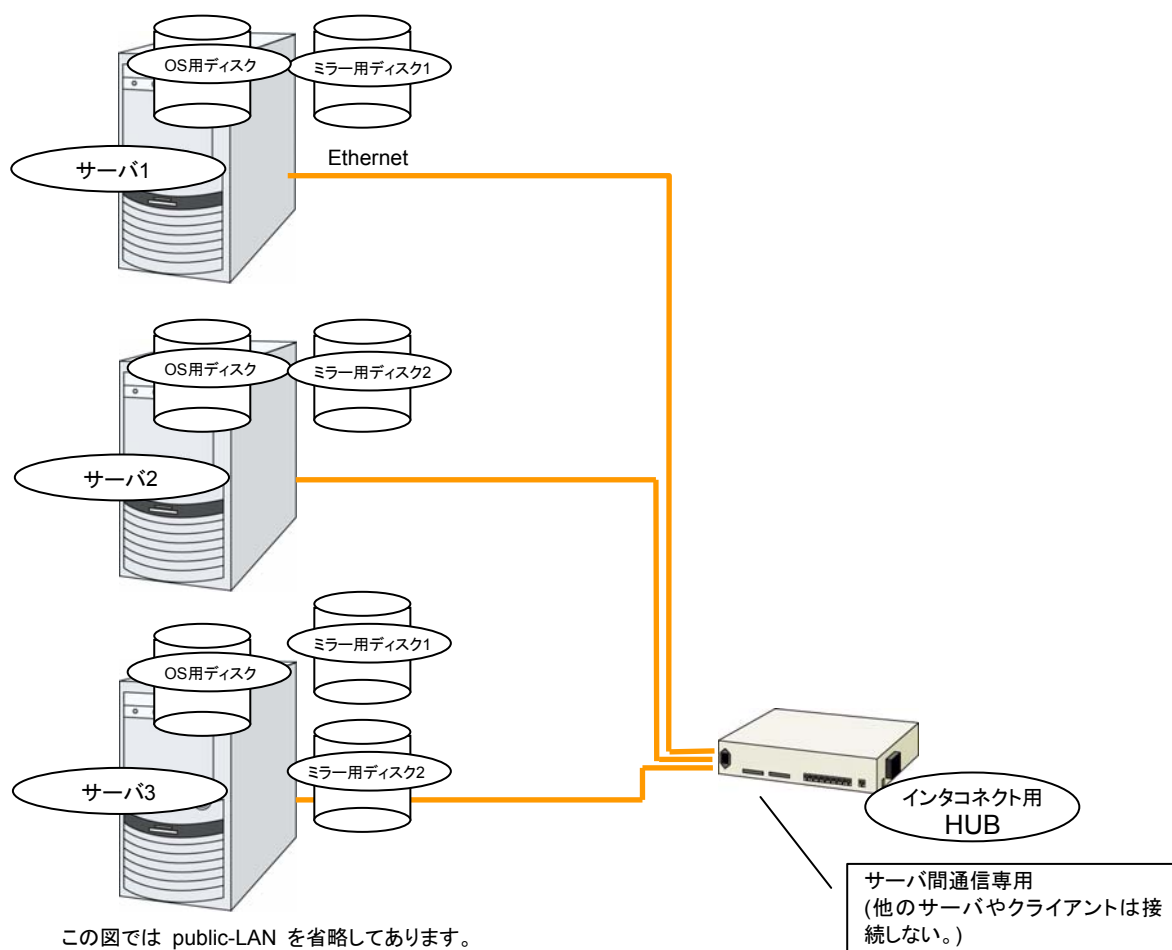 OS用ディスク
ミラー用ディスク1
サーバ1
Ethernet
OS用ディスク
ミラー用ディスク2
サーバ2
ミラー用ディスク1
OS用ディスク
ミラー用ディスク2
サーバ3
インタコネクト用
HUB
サーバ間通信専用
(他のサーバやクライアントは接
続しない。)
この図では public-LAN を省略してあります。